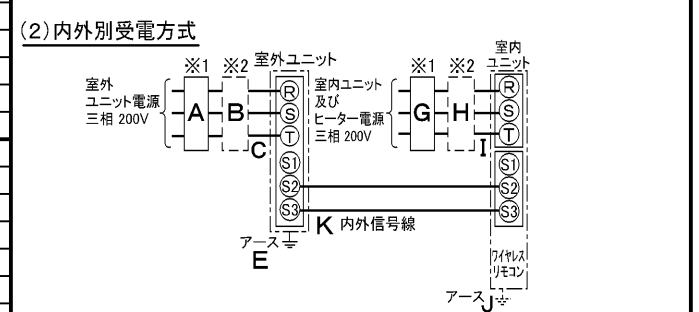 (2)内外別受電方式
※1 ※2 室外ユニット
室外
ユニット電源
三相 200V
A
B
C
R
S
T
S1
S2
S3
アース
E
※1 ※2 室内
ユニット
室内ユニット
及び
ヒーター電源
三相 200V
G
H
I
R
S
T
S1
S2
S3
K 内外信号線
ワイヤレス
リモコン
アース J